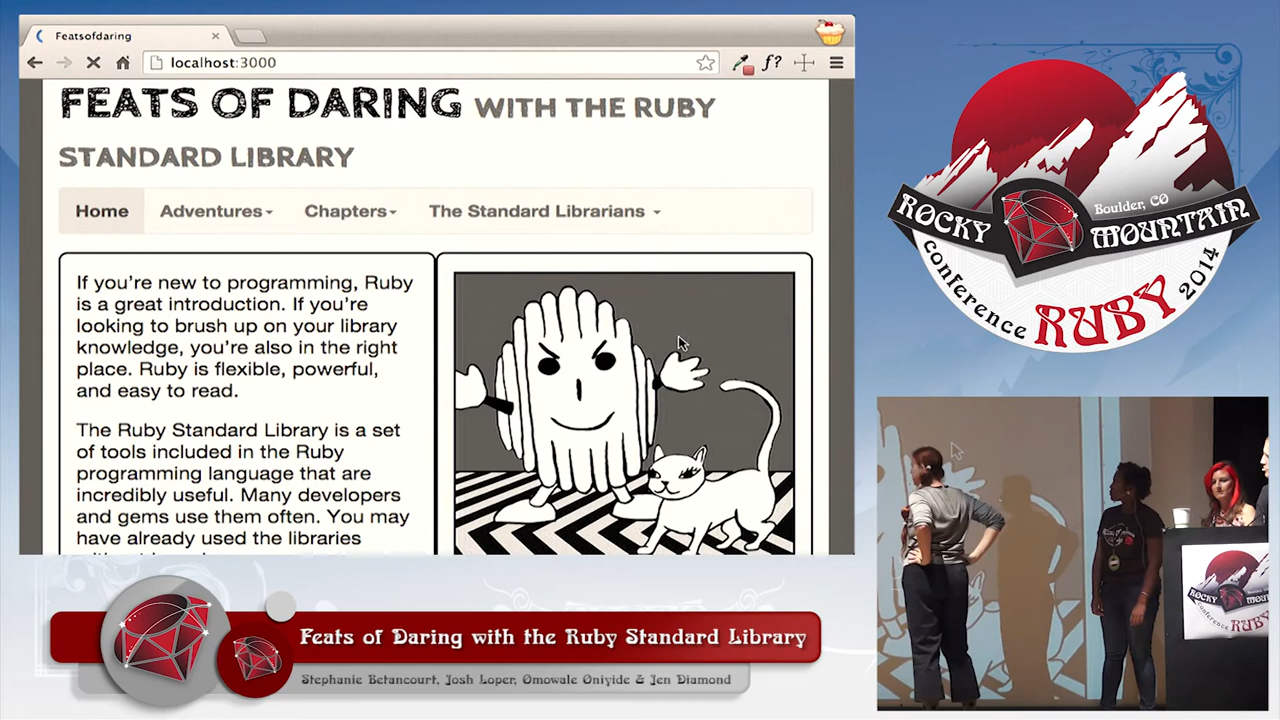 Featsofdaring
localhost:3000
f?
FEATS OF DARING WITH THE RUBY
STANDARD LIBRARY
Home Adventures Chapters The Standard Librarians
If you're new to programming, Ruby
is a great introduction. If you're
looking to brush up on your library
knowledge, you're also in the right
place. Ruby is flexible, powerful,
and easy to read.
The Ruby Standard Library is a set
of tools included in the Ruby
programming language that are
incredibly useful. Many developers
and gems use them often. You may
have already used the libraries
Boulder, CO
ROCKY MOUNTAIN
conference RUBY 2014
ROCKY MOUNTAIN
conference RUBY
Feats of Daring with the Ruby Standard Library
Stephanie Betancourt, Josh Loper, Omowale Oniyide & Jen Diamond